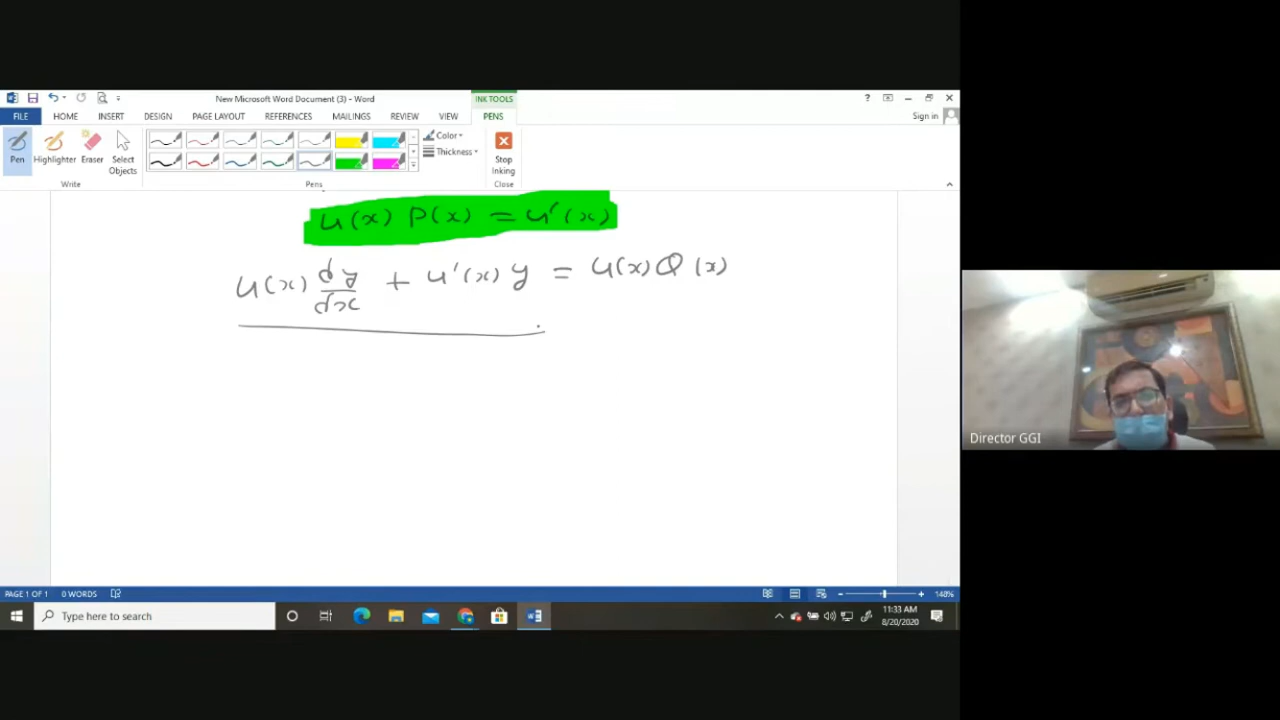 New Microsoft Word Document (3) - Word
INK TOOLS
?
FILE HOME INSERT DESIGN PAGE LAYOUT REFERENCES MAILINGS REVIEW VIEW PENS
Sign in
Pen Highlighter Eraser Select Objects
Color
Thickness
Stop Inking
Write Pens Close
u(x) P(x) = u'(x)
u(x) dy/dx + u'(x) y = u(x) Q(x)
Director GGI
PAGE 1 OF 1 0 WORDS 148%
Type here to search
11:33 AM
8/20/2020